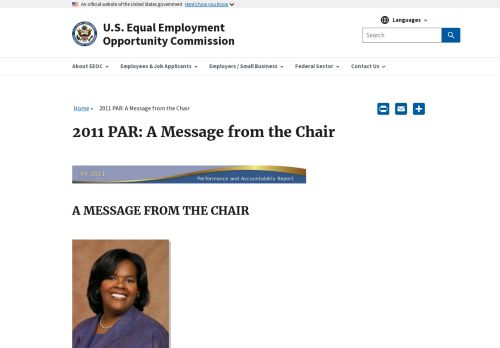 An official website of the United States government Here's how you know
Languages
U.S. Equal Employment
Opportunity Commission
Search
About EEOC
Employees & Job Applicants
Employers / Small Business
Federal Sector
Contact Us
Home » 2011 PAR: A Message from the Chair
2011 PAR: A Message from the Chair
FY 2011
Performance and Accountability Report
A MESSAGE FROM THE CHAIR